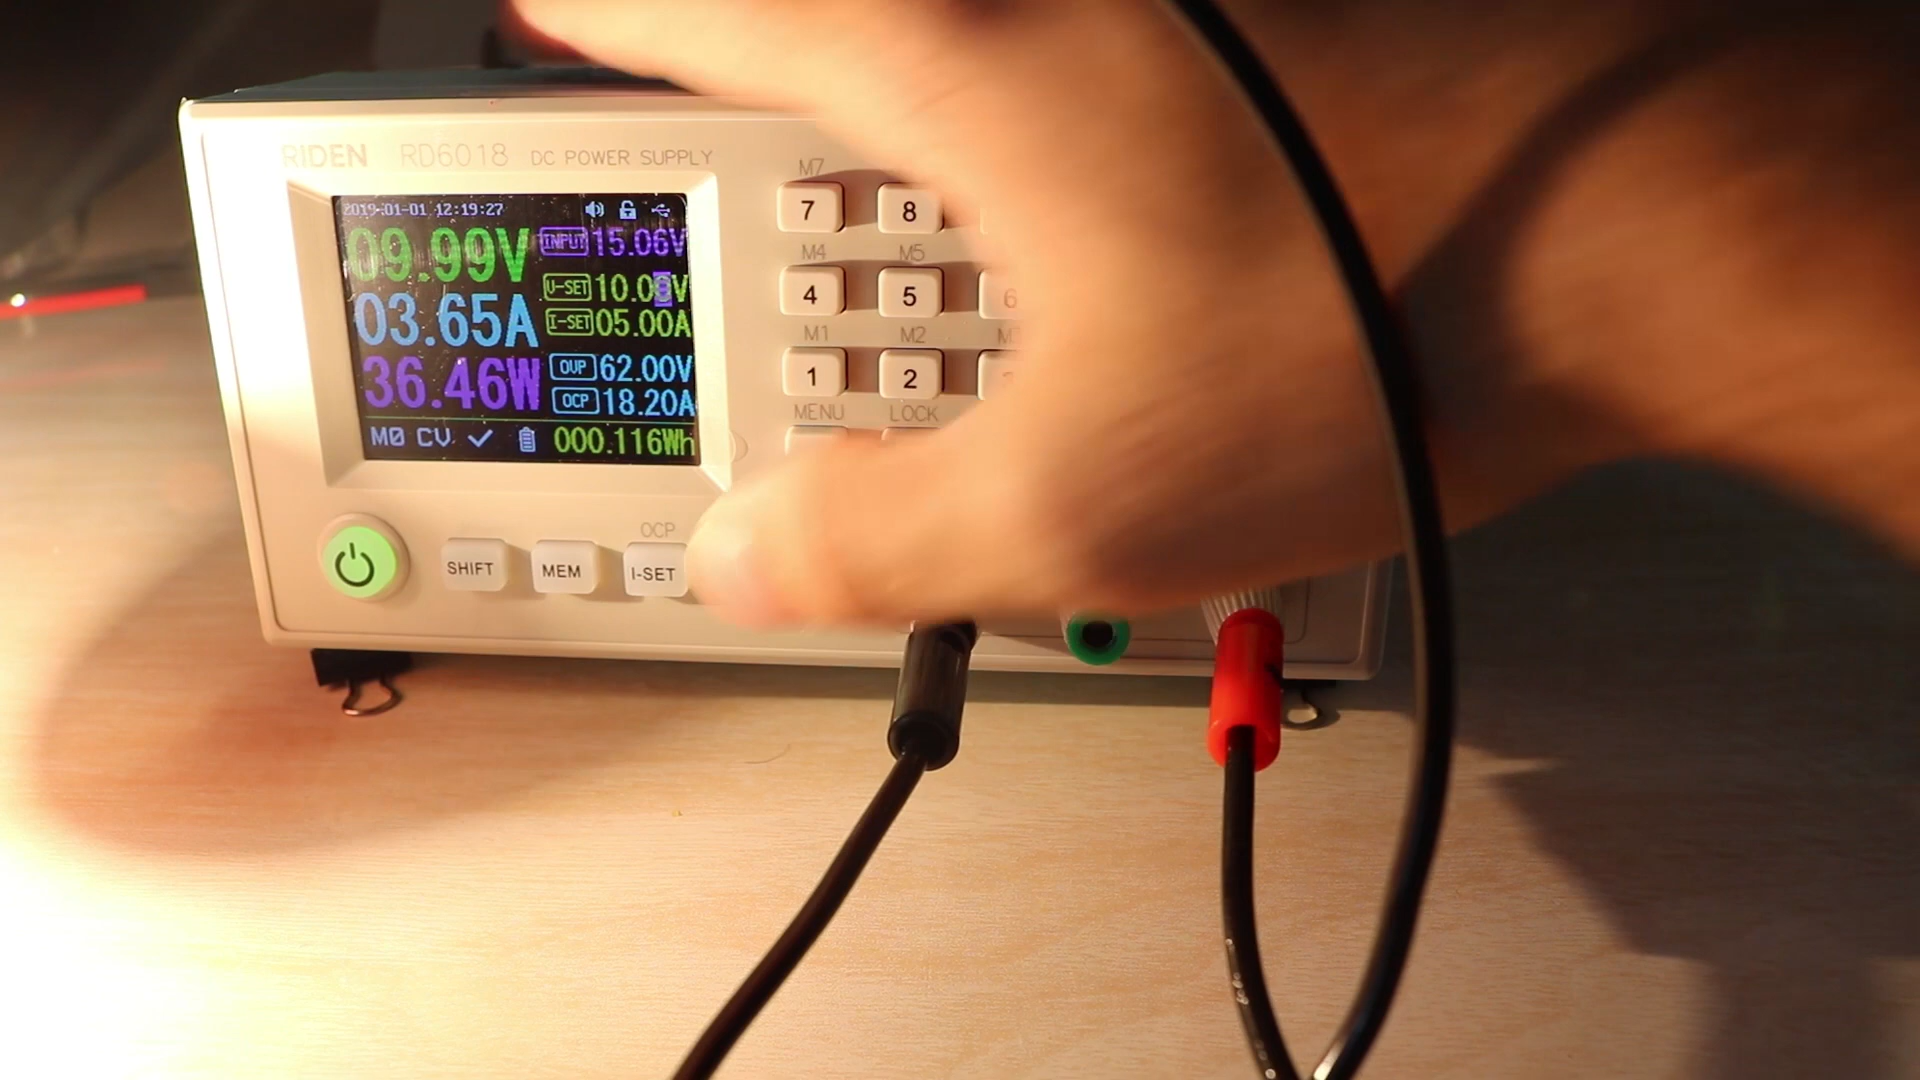 RIDEN RD6018 DC POWER SUPPLY
2019-01-01 12:19:27
09.99V
INPUT 15.06V
V-SET 10.00V
03.65A
I-SET 05.00A
36.46W
OVP 62.00V
OCP 18.20A
M0 CV 000.116Wh
M7
7 8
M4 M5
4 5 6
M1 M2
1 2
MENU LOCK
OCP
SHIFT MEM I-SET